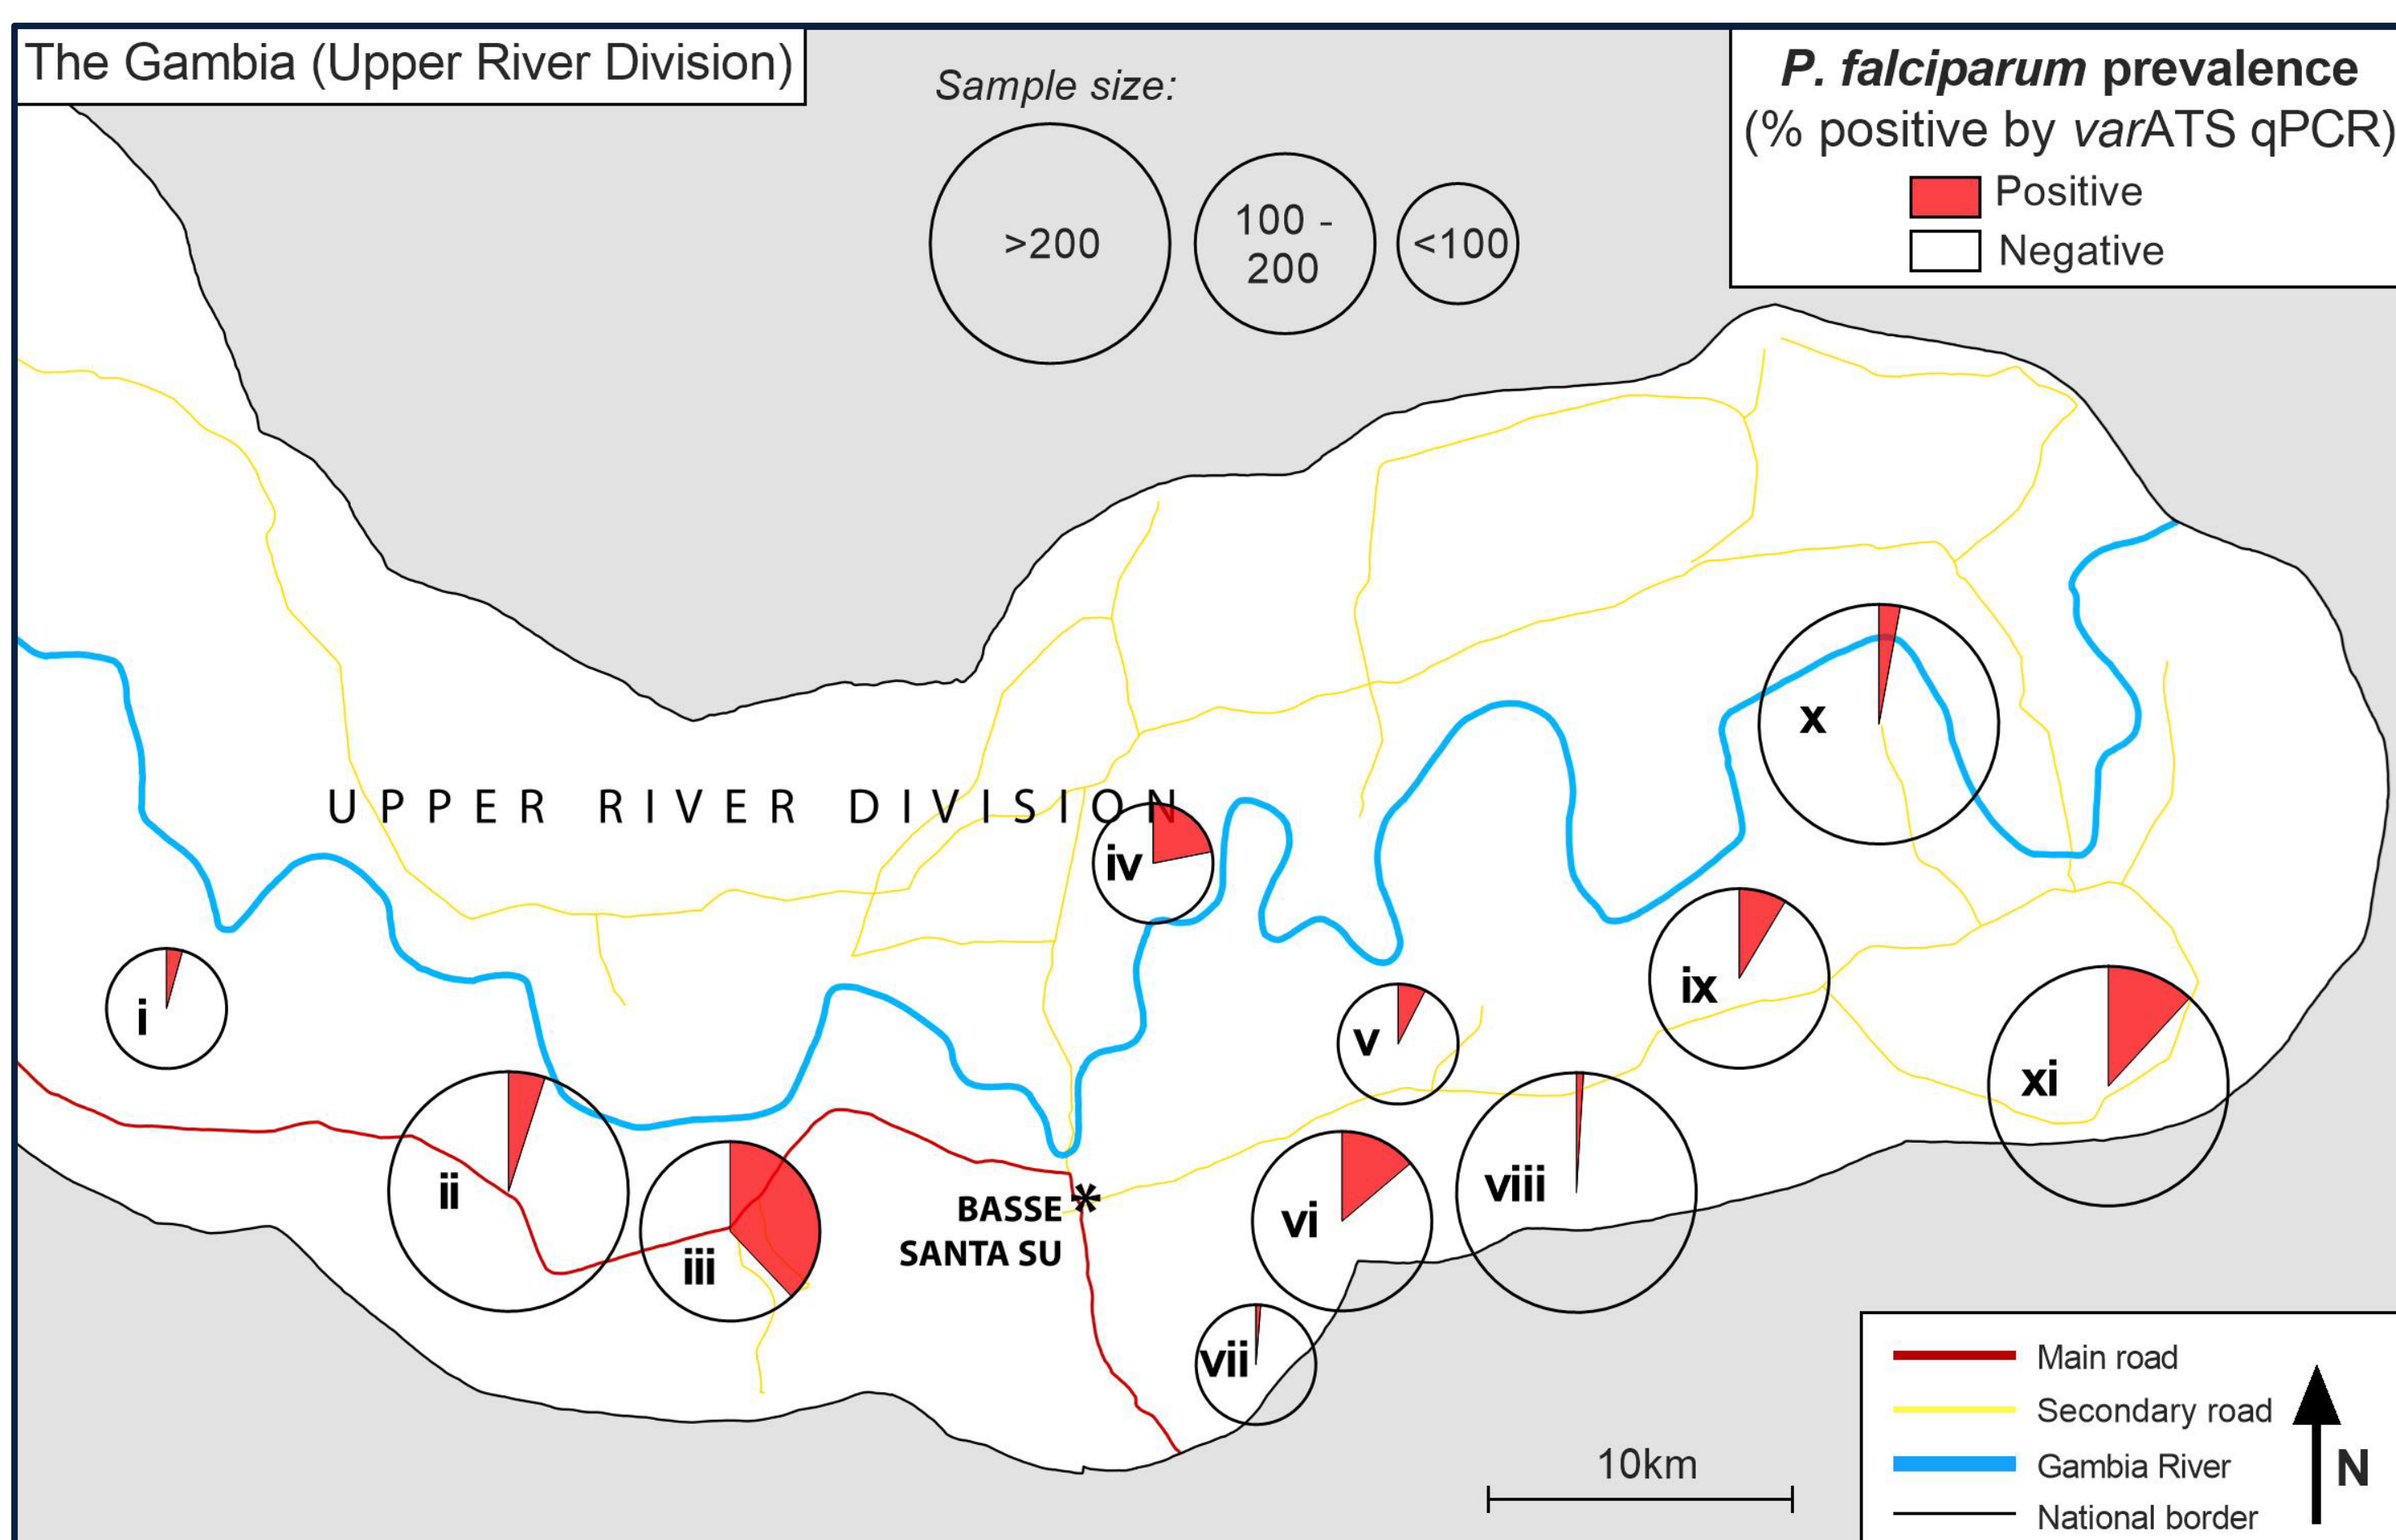 The Gambia (Upper River Division)
Sample size:
>200
100 -
200
<100
P. falciparum prevalence
(% positive by varATS qPCR)
Positive
Negative
x
UPPER RIVER DIVISION
iv
i
ix
v
xi
ii
viii
BASSE *
SANTA SU
vi
iii
vii
10km
Main road
Secondary road
Gambia River
National border
N